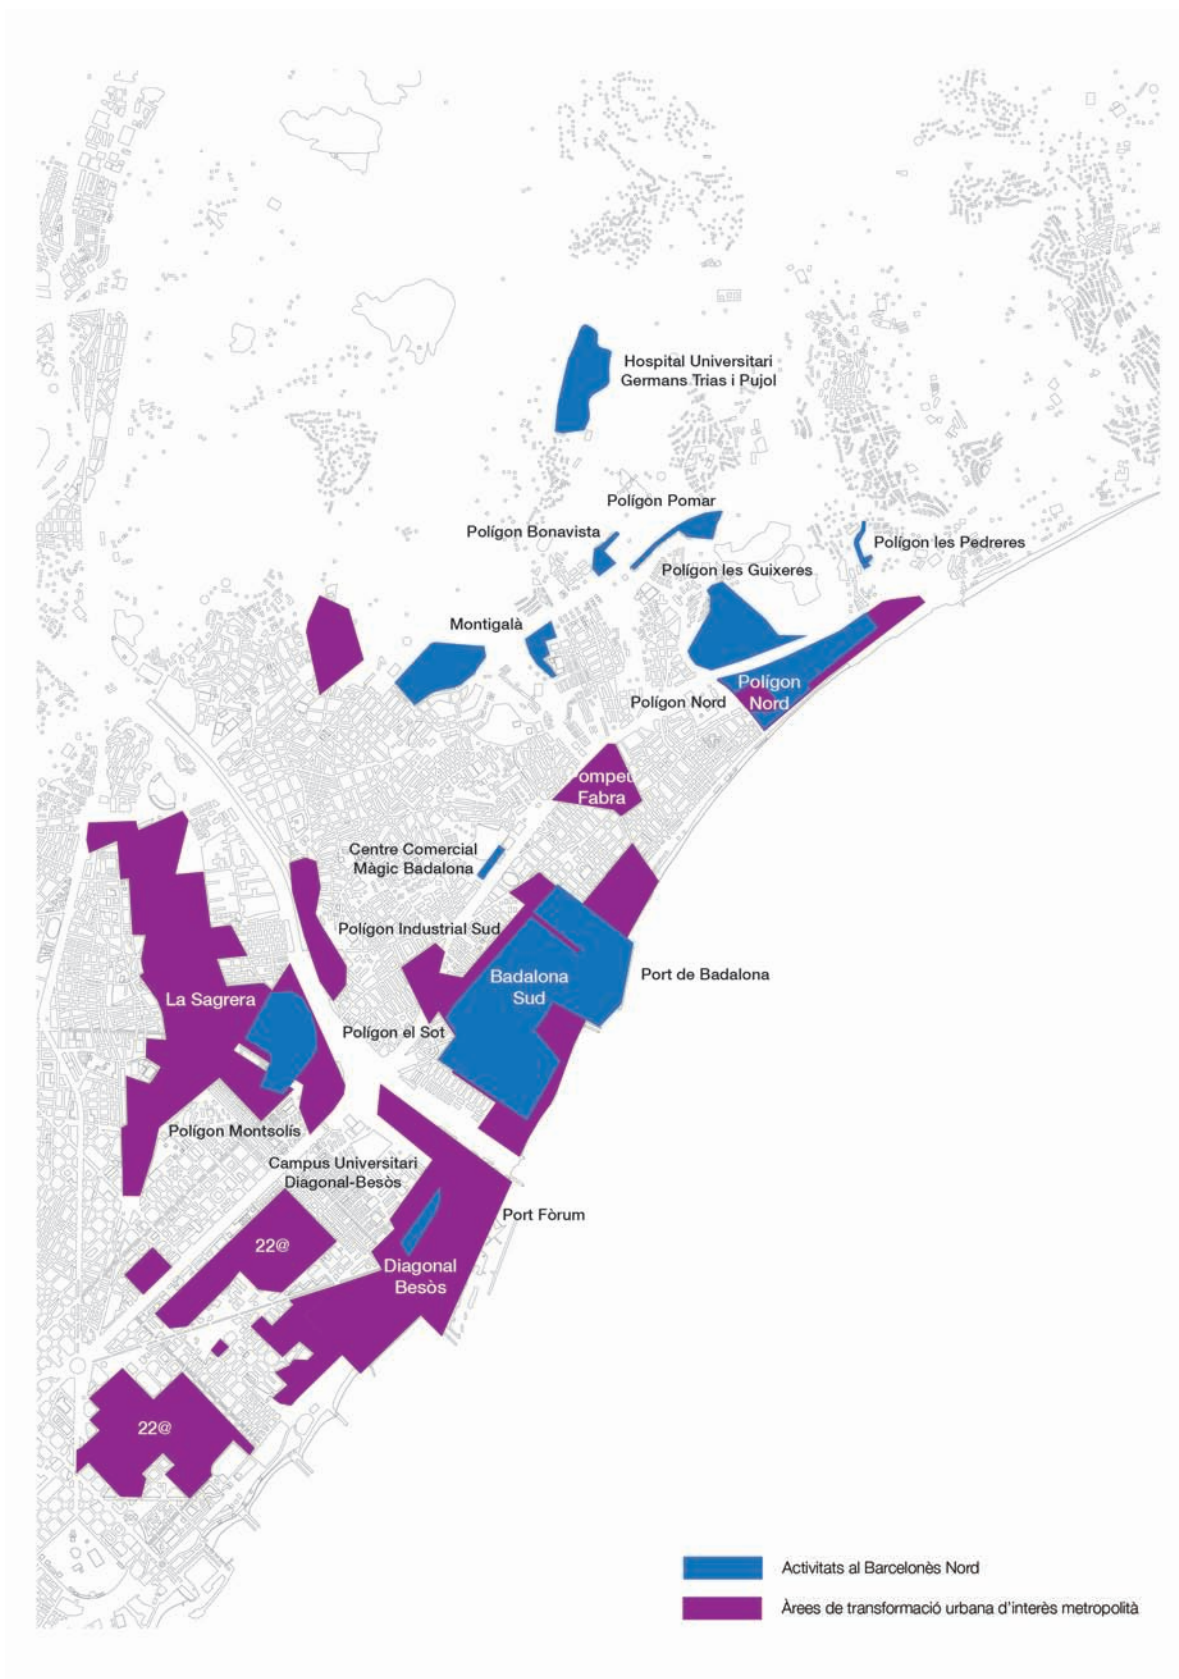 Hospital Universitari
Germans Trias i Pujol
Polígon Pomar
Polígon Bonavista
Polígon les Pedreres
Polígon les Guixeres
Montigalà
Polígon
Nord
Polígon Nord
ompeu
Fabra
Centre Comercial
Màgic Badalona
Polígon Industrial Sud
Badalona
Sud
Port de Badalona
La Sagrera
Polígon el Sot
Polígon Montsolís
Campus Universitari
Diagonal-Besòs
Port Fòrum
22@
Diagonal
Besòs
22@
Activitats al Barcelonès Nord
Àrees de transformació urbana d'interès metropolità